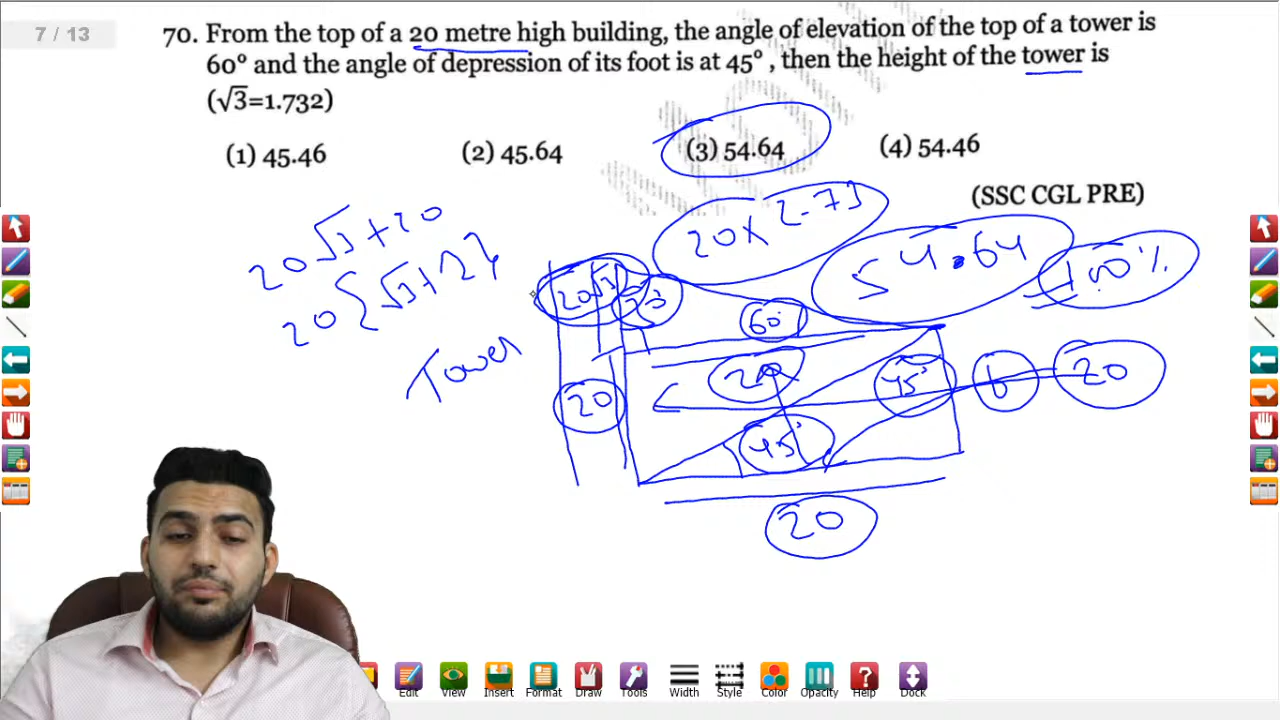 7 / 13
70. From the top of a 20 metre high building, the angle of elevation of the top of a tower is
60° and the angle of depression of its foot is at 45° , then the height of the tower is
(√3=1.732)
(1) 45.46 (2) 45.64 (3) 54.64 (4) 54.46
(SSC CGL PRE)
20√3+20
20{√3+1}
20 x 2.73
54.64
100%
20√3
60°
Tower
20
20
45°
6
20
45°
20
Edit View Insert Format Draw Tools Width Style Color Opacity Help Dock